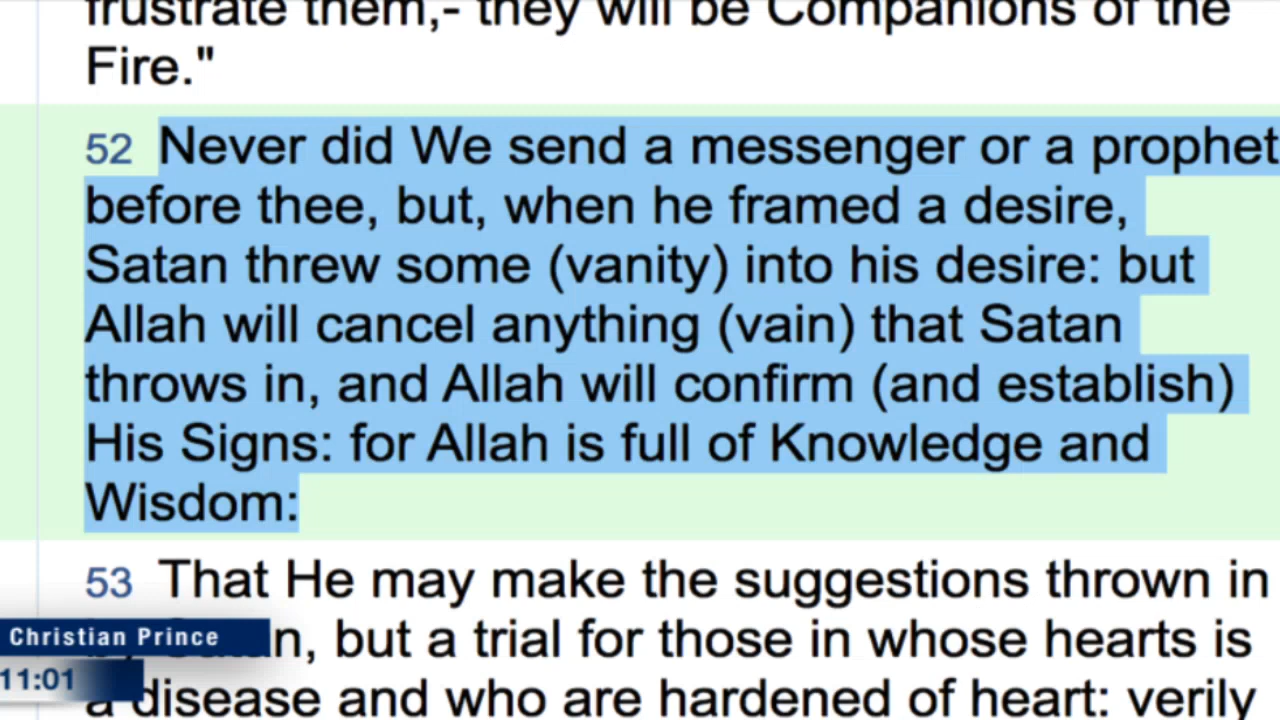 frustrate them,- they will be Companions of the
Fire."
52 Never did We send a messenger or a prophet
before thee, but, when he framed a desire,
Satan threw some (vanity) into his desire: but
Allah will cancel anything (vain) that Satan
throws in, and Allah will confirm (and establish)
His Signs: for Allah is full of Knowledge and
Wisdom:
53 That He may make the suggestions thrown in
but a trial for those in whose hearts is
Christian Prince
11:01
a disease and who are hardened of heart: verily